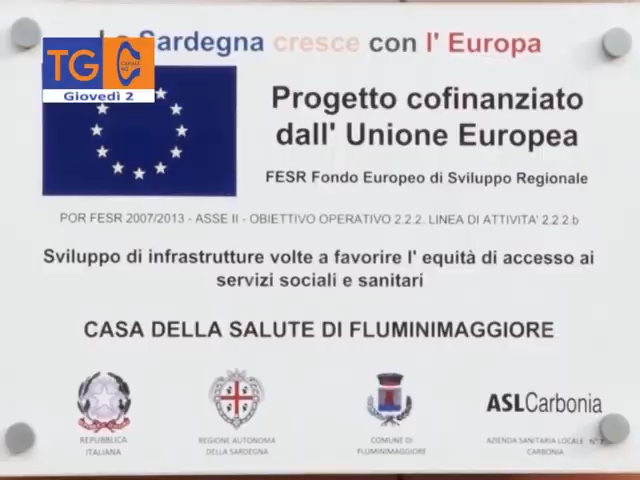 La Sardegna cresce con l' Europa
TG
CANALE 40
Giovedì 2
Progetto cofinanziato
dall' Unione Europea
FESR Fondo Europeo di Sviluppo Regionale
POR FESR 2007/2013 - ASSE II - OBIETTIVO OPERATIVO 2.2.2. LINEA DI ATTIVITA' 2.2.2.b
Sviluppo di infrastrutture volte a favorire l' equità di accesso ai
servizi sociali e sanitari
CASA DELLA SALUTE DI FLUMINIMAGGIORE
REPUBBLICA
ITALIANA
REGIONE AUTONOMA
DELLA SARDEGNA
COMUNE DI
FLUMINIMAGGIORE
ASLCarbonia
AZIENDA SANITARIA LOCALE
CARBONIA